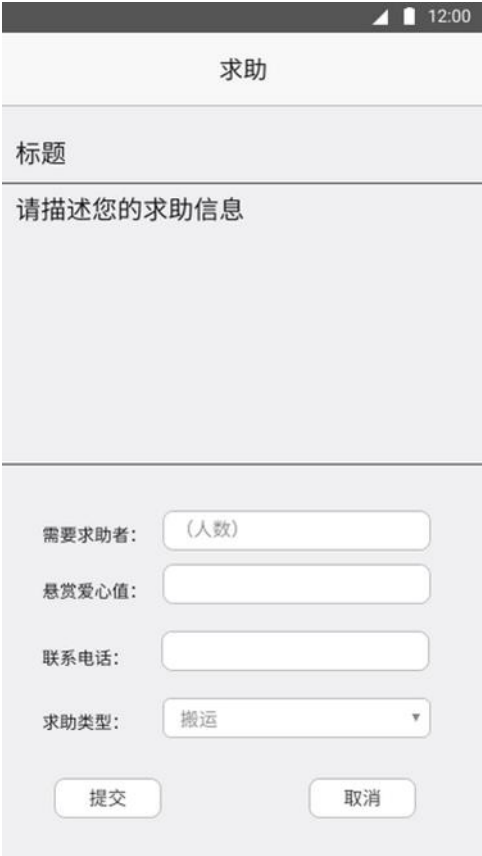 12:00
求助
标题
请描述您的求助信息
需要求助者： （人数）
悬赏爱心值：
联系电话：
求助类型： 搬运
提交 取消